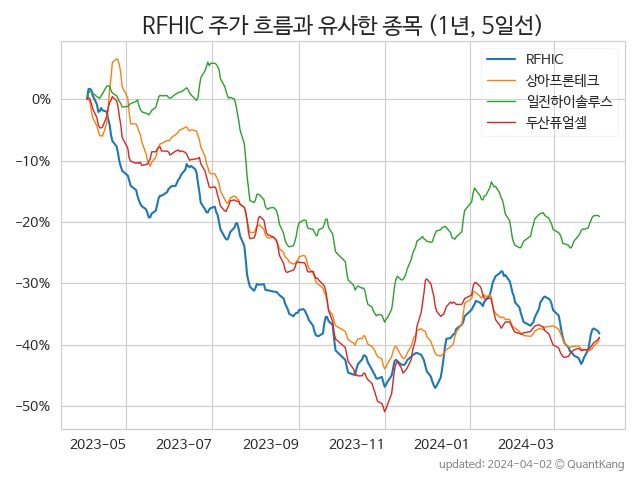 RFHIC 주가 흐름과 유사한 종목 (1년, 5일선)
RFHIC
상아프론테크
일진하이솔루스
두산퓨얼셀
0%
−10%
−20%
−30%
−40%
−50%
2023-05 2023-07 2023-09 2023-11 2024-01 2024-03
updated: 2024-04-02 © QuantKang